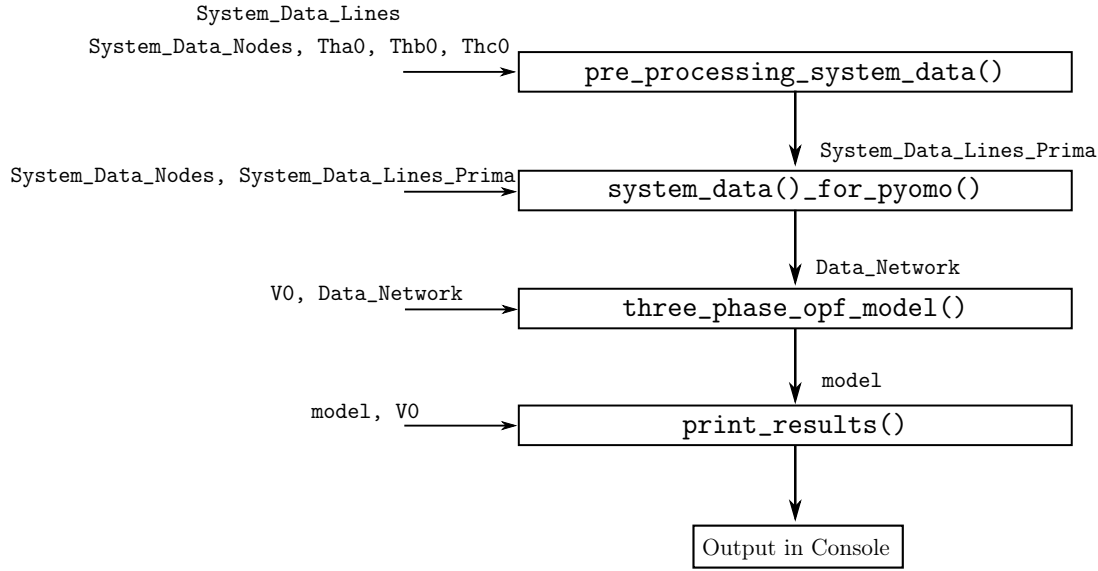 System_Data_Lines
System_Data_Nodes, Tha0, Thb0, Thc0
pre_processing_system_data()
System_Data_Lines_Prima
System_Data_Nodes, System_Data_Lines_Prima
system_data()_for_pyomo()
Data_Network
V0, Data_Network
three_phase_opf_model()
model
model, V0
print_results()
Output in Console